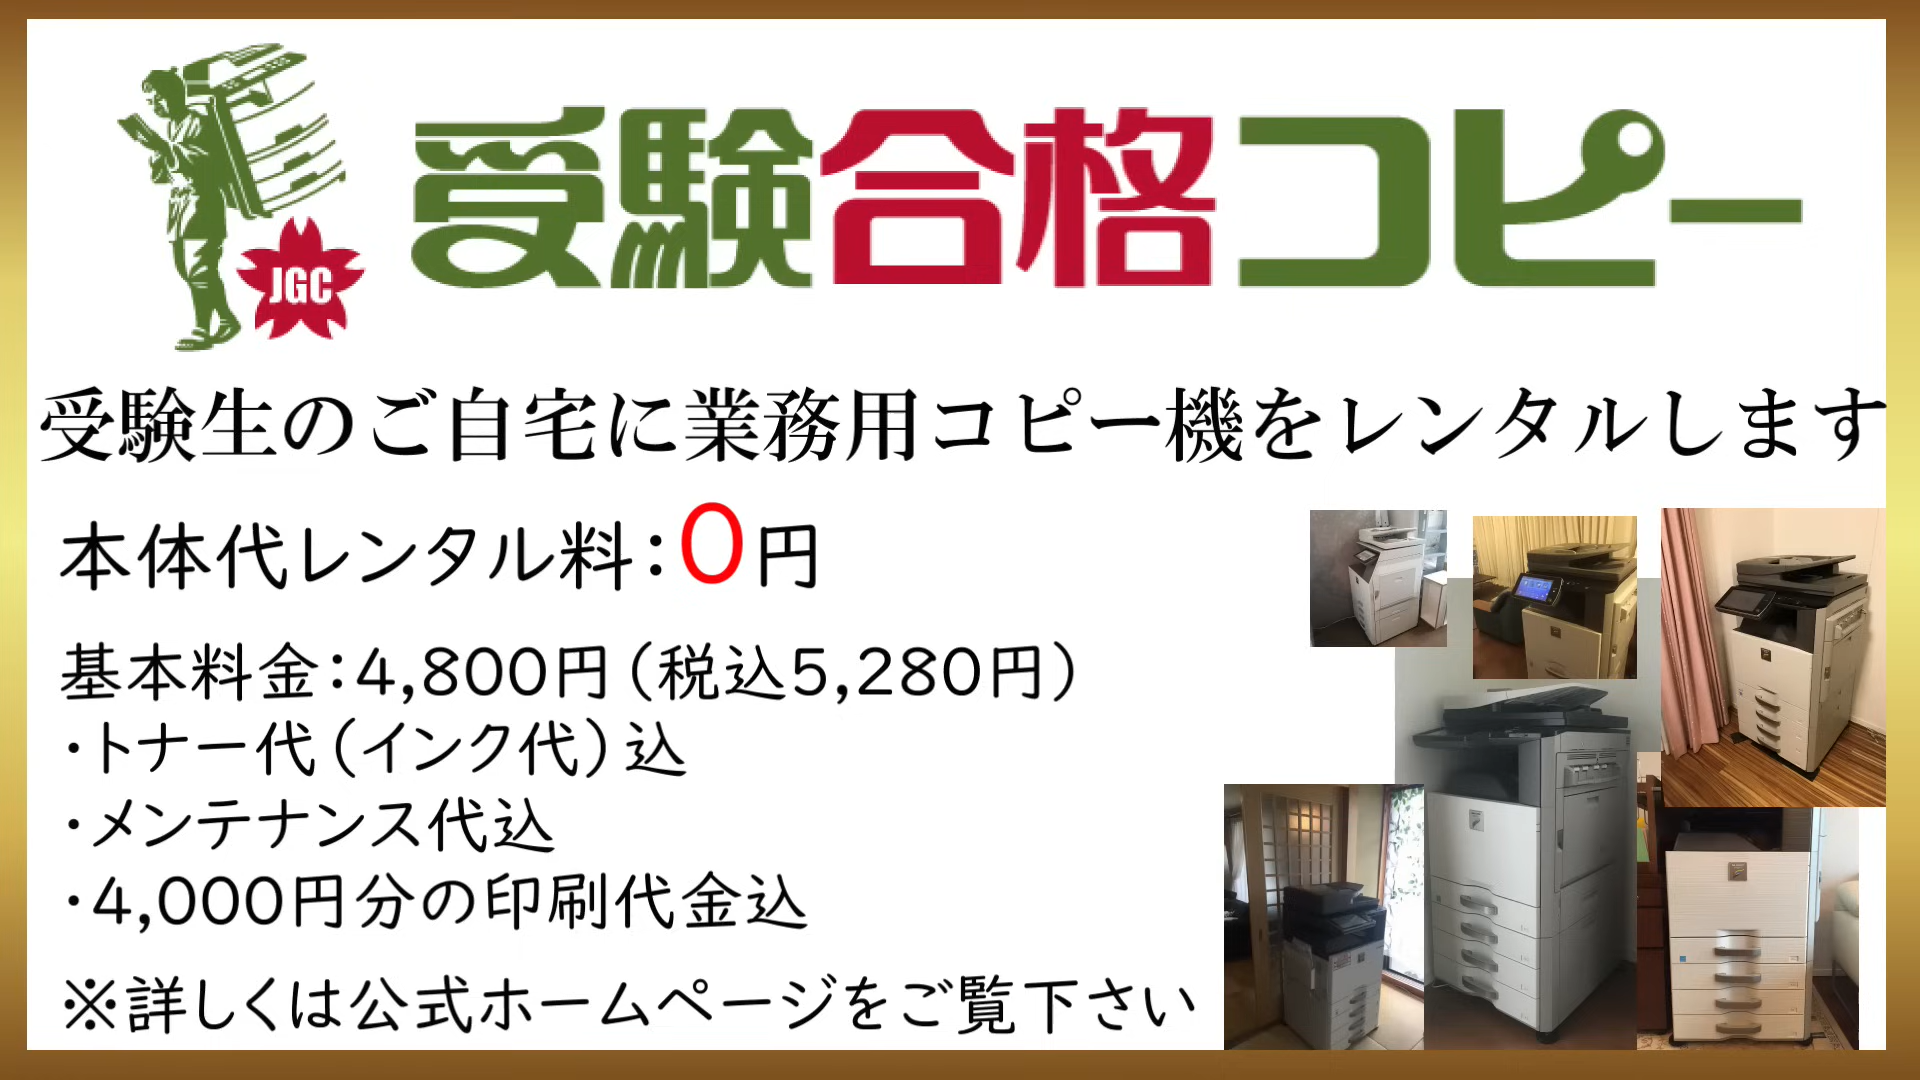 受験合格コピー
JGC
受験生のご自宅に業務用コピー機をレンタルします
本体代レンタル料：0円
基本料金：4,800円（税込5,280円）
・トナー代（インク代）込
・メンテナンス代込
・4,000円分の印刷代金込
※詳しくは公式ホームページをご覧下さい